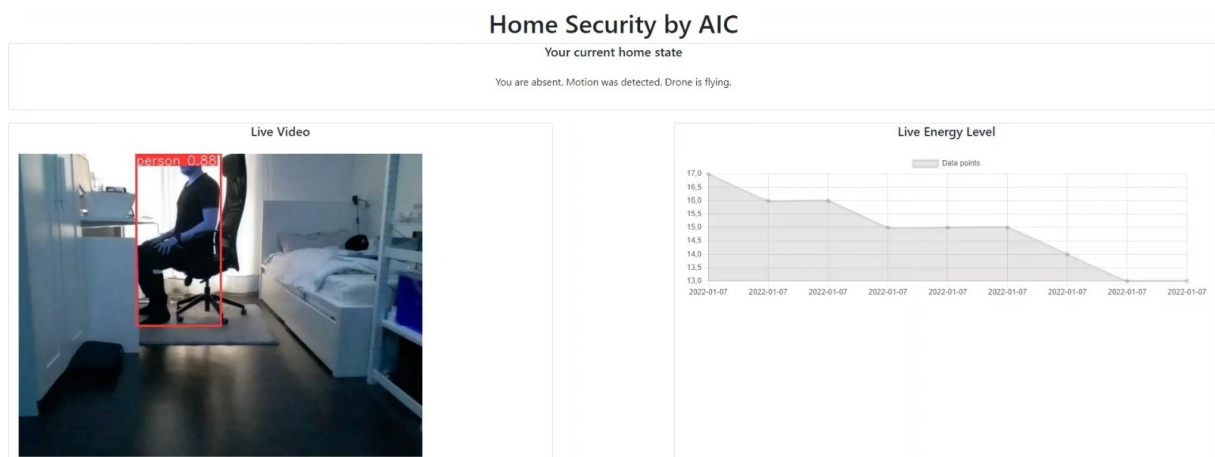 Home Security by AIC
Your current home state
You are absent. Motion was detected. Drone is flying.
Live Video
person 0.88
Live Energy Level
Data points
17,0
16,5
16,0
15,5
15,0
14,5
14,0
13,5
13,0
2022-01-07 2022-01-07 2022-01-07 2022-01-07 2022-01-07 2022-01-07 2022-01-07 2022-01-07 2022-01-07